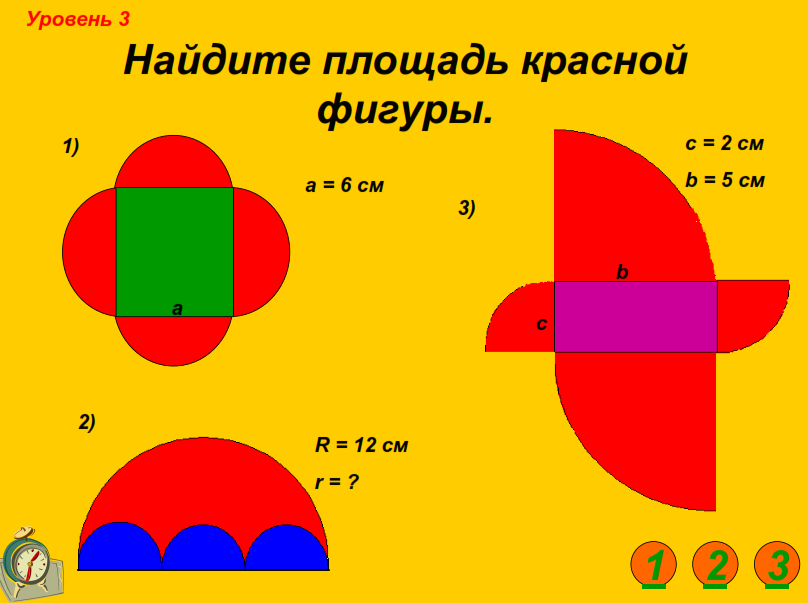 Уровень 3
Найдите площадь красной
фигуры.
1)
a = 6 см
a
2)
R = 12 см
r = ?
3)
c = 2 см
b = 5 см
b
c
1 2 3